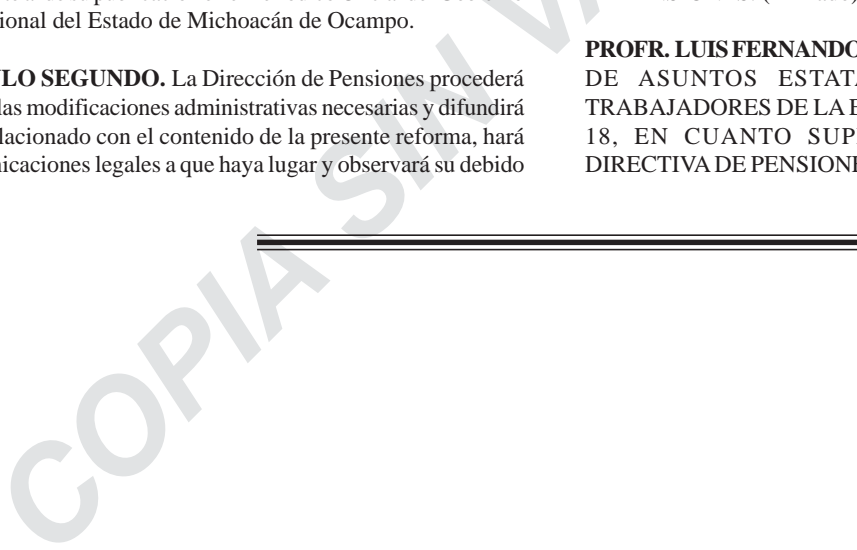 ional del Estado de Michoacán de Ocampo.
LO SEGUNDO. La Dirección de Pensiones procederá
las modificaciones administrativas necesarias y difundirá
lacionado con el contenido de la presente reforma, hará
nicaciones legales a que haya lugar y observará su debido
PROFR. LUIS FERNANDO
DE ASUNTOS ESTATA
TRABAJADORES DE LA E
18, EN CUANTO SUP
DIRECTIVA DE PENSIONE
COPIA SIN VA